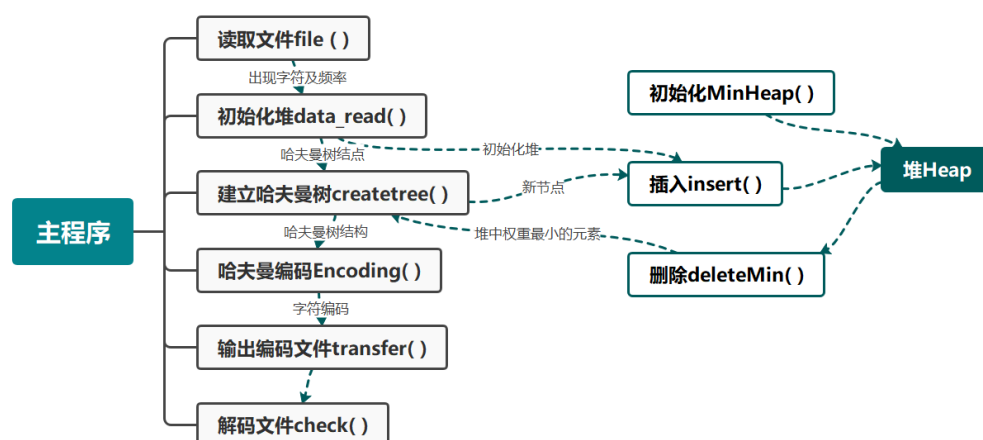 读取文件file ( )
出现字符及频率
初始化堆data_read( )
哈夫曼树结点
初始化堆
建立哈夫曼树createtree( )
新节点
哈夫曼树结构
堆中权重最小的元素
哈夫曼编码Encoding( )
字符编码
输出编码文件transfer( )
解码文件check( )
主程序
初始化MinHeap( )
插入insert( )
删除deleteMin( )
堆Heap